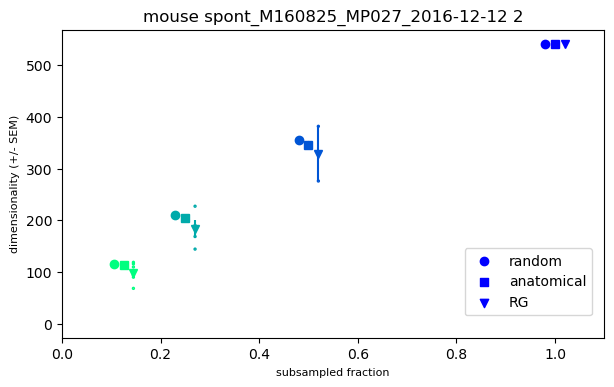 mouse spont_M160825_MP027_2016-12-12 2
dimensionality (+/- SEM)
500
400
300
200
100
0
random
anatomical
RG
0.0 0.2 0.4 0.6 0.8 1.0
subsampled fraction